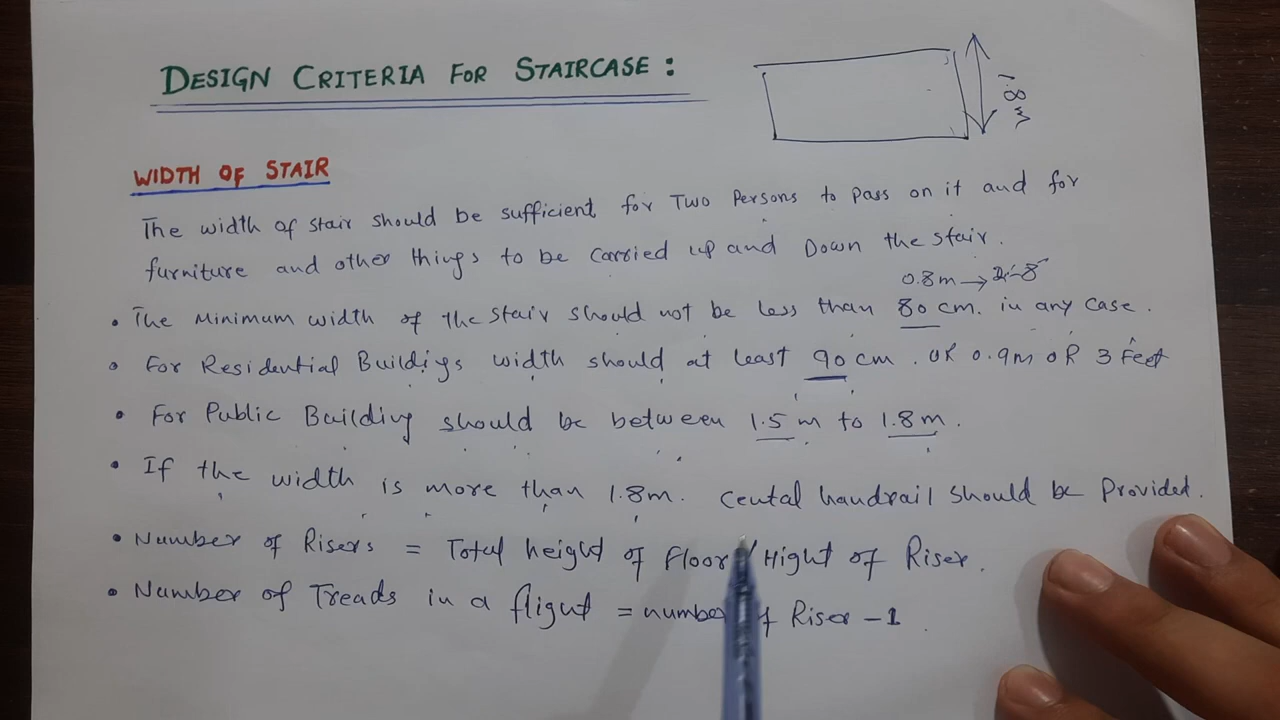 DESIGN CRITERIA FOR STAIRCASE :
1.8m
WIDTH OF STAIR
The width of stair should be sufficient for Two Persons to pass on it and for
furniture and other things to be carried up and Down the stair.
0.8m → 2'-8"
• The Minimum width of the stair should not be less than 80 cm. in any case.
• For Residential Buildings width should at least 90 cm. OR 0.9m OR 3 Feet
• For Public Building should be between 1.5 m to 1.8 m.
• If the width is more than 1.8m. Cental handrail should be Provided.
• Number of Risers = Total height of Floor / Hight of Riser.
• Number of Treads in a flight = number of Riser - 1